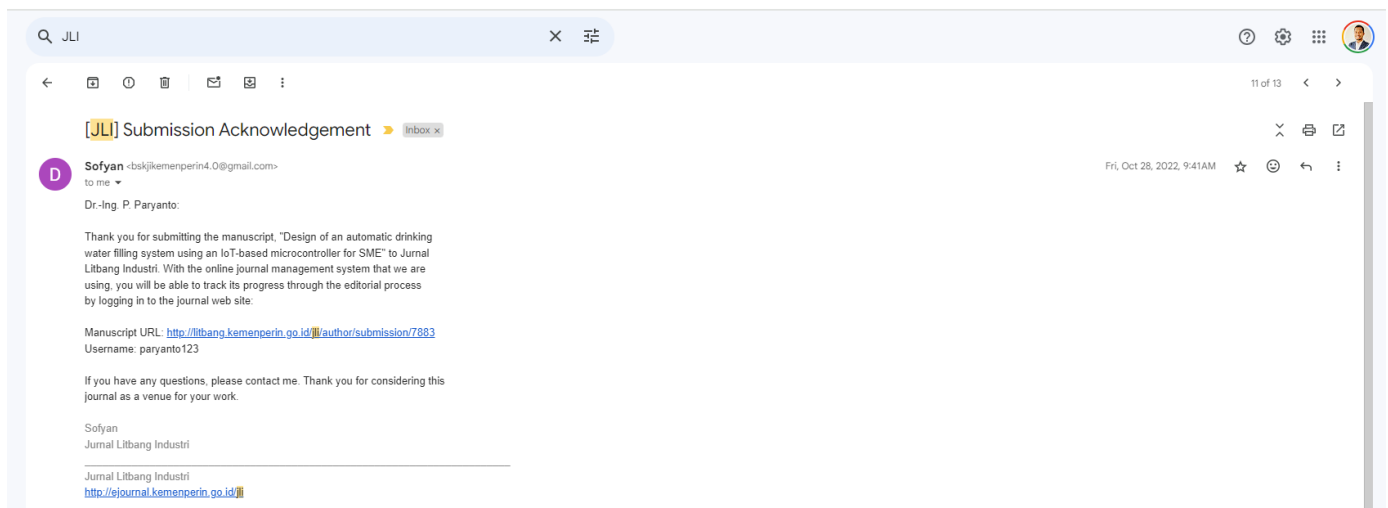 JLI
11 of 13
[JLI] Submission Acknowledgement Inbox ×
Sofyan <bskjikemenperin4.0@gmail.com> Fri, Oct 28, 2022, 9:41 AM
D
to me
Dr.-Ing. P. Paryanto:
Thank you for submitting the manuscript, "Design of an automatic drinking
water filling system using an IoT-based microcontroller for SME" to Jurnal
Litbang Industri. With the online journal management system that we are
using, you will be able to track its progress through the editorial process
by logging in to the journal web site:
Manuscript URL: http://litbang.kemenperin.go.id/jli/author/submission/7883
Username: paryanto123
If you have any questions, please contact me. Thank you for considering this
journal as a venue for your work.
Sofyan
Jurnal Litbang Industri
Jurnal Litbang Industri
http://ejournal.kemenperin.go.id/jli